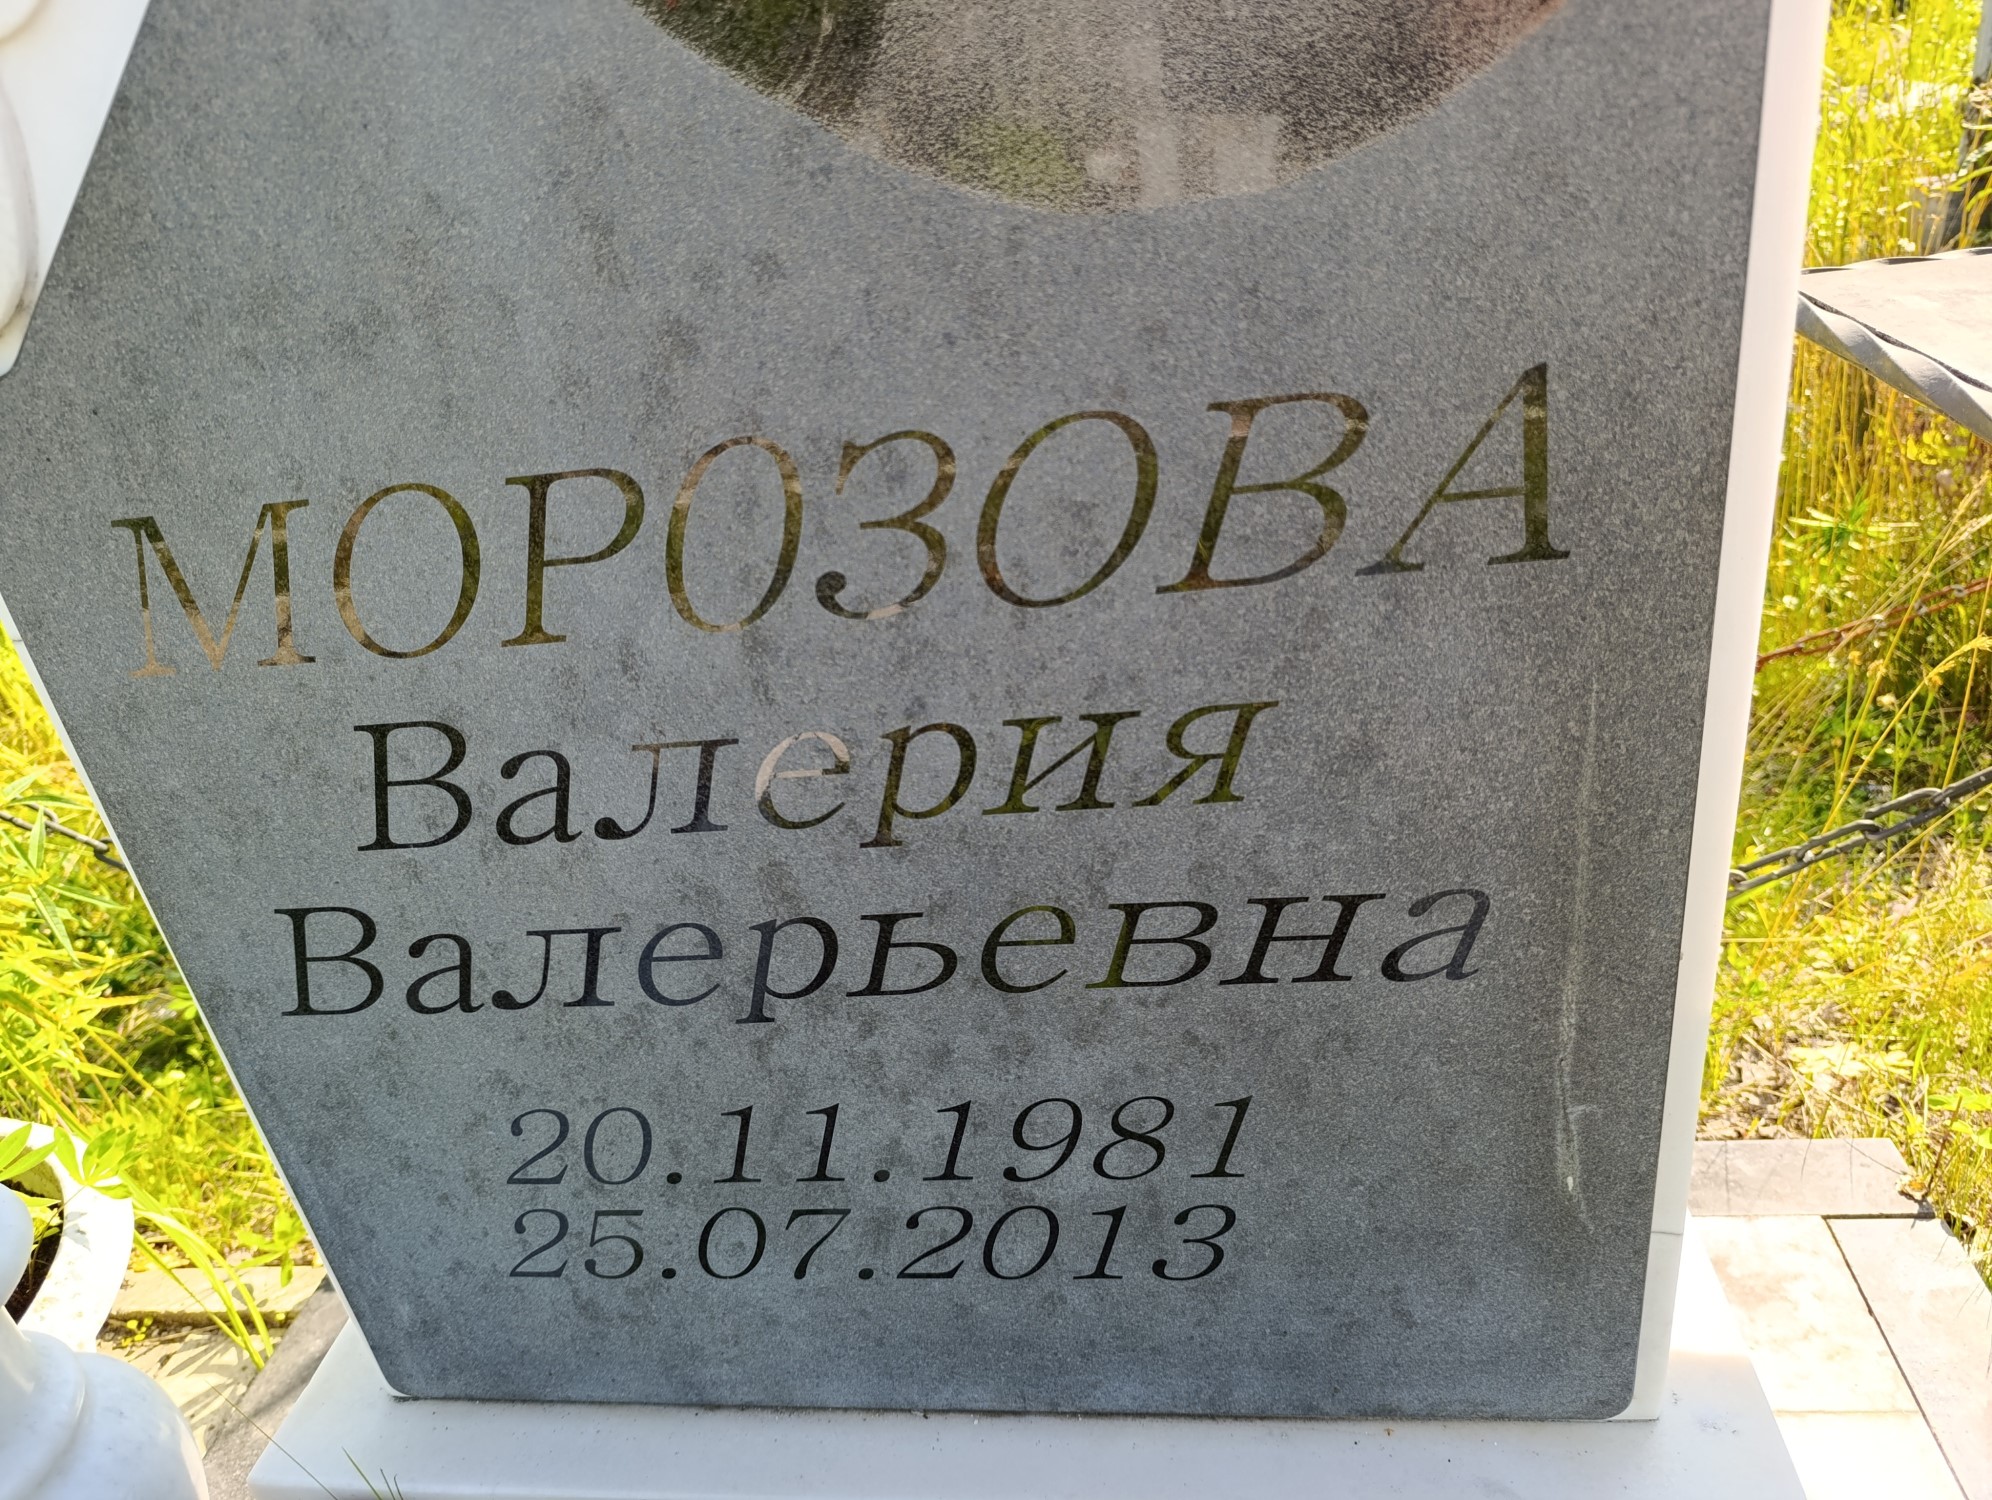 МОРОЗОВА
Валерия
Валерьевна
20.11.1981
25.07.2013